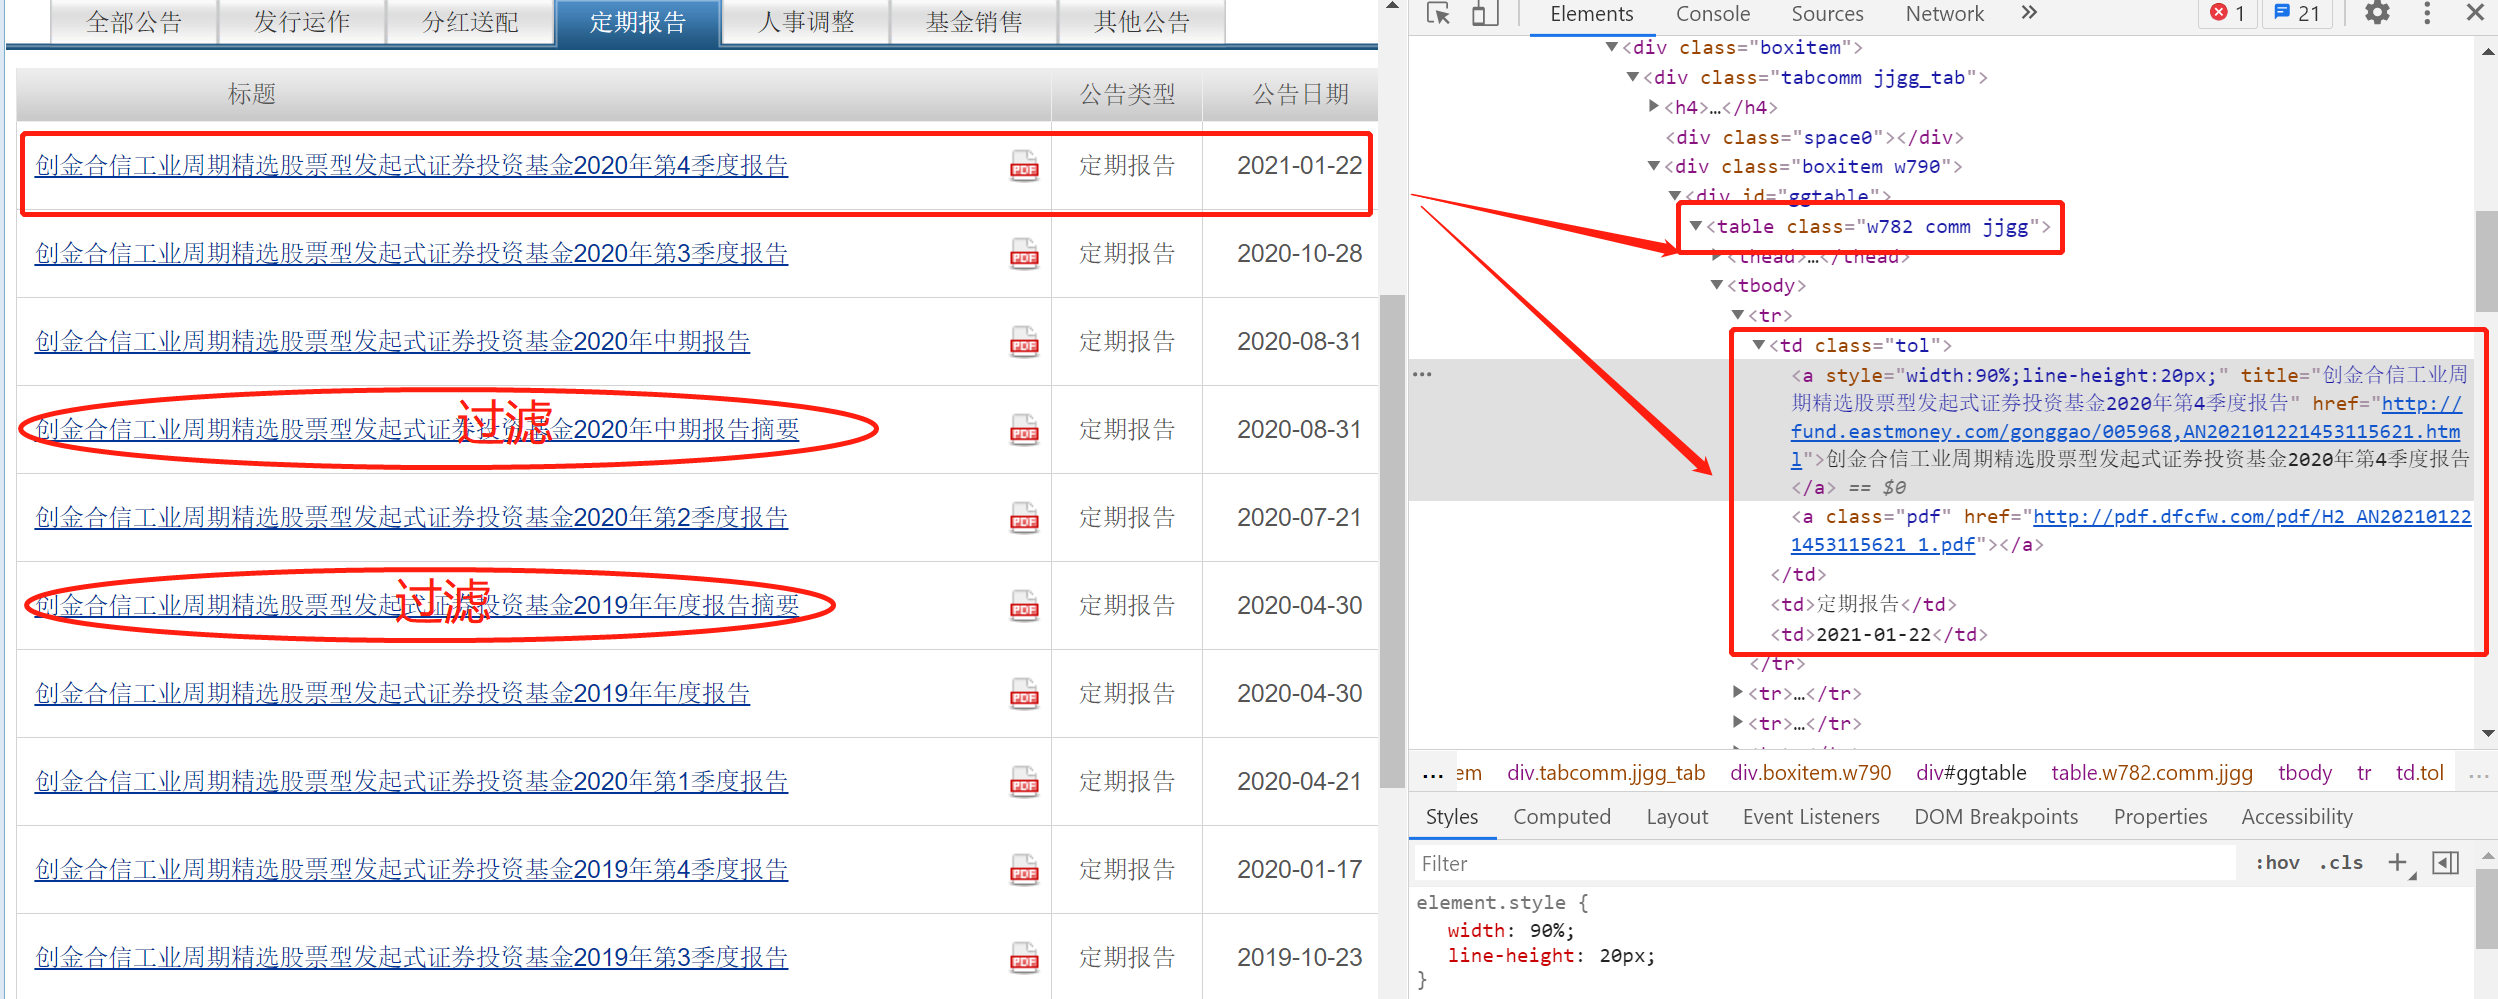 全部公告 发行运作 分红送配 定期报告 人事调整 基金销售 其他公告
标题 公告类型 公告日期
创金合信工业周期精选股票型发起式证券投资基金2020年第4季度报告 PDF 定期报告 2021-01-22
创金合信工业周期精选股票型发起式证券投资基金2020年第3季度报告 PDF 定期报告 2020-10-28
创金合信工业周期精选股票型发起式证券投资基金2020年中期报告 PDF 定期报告 2020-08-31
过滤
创金合信工业周期精选股票型发起式证券投资基金2020年中期报告摘要 PDF 定期报告 2020-08-31
创金合信工业周期精选股票型发起式证券投资基金2020年第2季度报告 PDF 定期报告 2020-07-21
过滤
创金合信工业周期精选股票型发起式证券投资基金2019年年度报告摘要 PDF 定期报告 2020-04-30
创金合信工业周期精选股票型发起式证券投资基金2019年年度报告 PDF 定期报告 2020-04-30
创金合信工业周期精选股票型发起式证券投资基金2020年第1季度报告 PDF 定期报告 2020-04-21
创金合信工业周期精选股票型发起式证券投资基金2019年第4季度报告 PDF 定期报告 2020-01-17
创金合信工业周期精选股票型发起式证券投资基金2019年第3季度报告 PDF 定期报告 2019-10-23
Elements Console Sources Network » 1 21
<div class="boxitem">
<div class="tabcomm jjgg_tab">
<h4>…</h4>
<div class="space0"></div>
<div class="boxitem w790">
<div id="ggtable">
<table class="w782 comm jjgg">
<thead>…</thead>
<tbody>
<tr>
<td class="tol">
<a style="width:90%;line-height:20px;" title="创金合信工业周
期精选股票型发起式证券投资基金2020年第4季度报告" href="http://
fund.eastmoney.com/gonggao/005968,AN202101221453115621.htm
l">创金合信工业周期精选股票型发起式证券投资基金2020年第4季度报告
</a> == $0
<a class="pdf" href="http://pdf.dfcfw.com/pdf/H2_AN20210122
1453115621_1.pdf"></a>
</td>
<td>定期报告</td>
<td>2021-01-22</td>
</tr>
<tr>…</tr>
<tr>…</tr>
… em div.tabcomm.jjgg_tab div.boxitem.w790 div#ggtable table.w782.comm.jjgg tbody tr td.tol …
Styles Computed Layout Event Listeners DOM Breakpoints Properties Accessibility
Filter :hov .cls +
element.style {
width: 90%;
line-height: 20px;
}